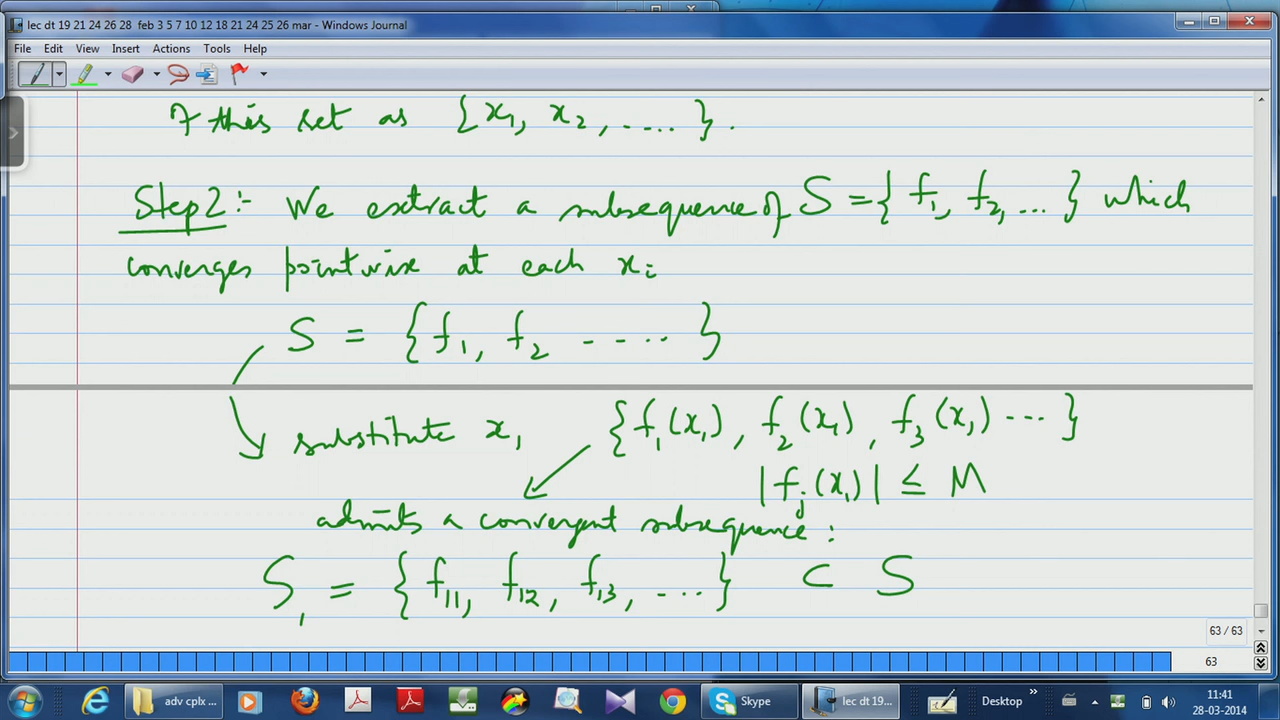 lec dt 19 21 24 26 28 feb 3 5 7 10 12 18 21 24 25 26 mar - Windows Journal
File Edit View Insert Actions Tools Help
of this set as {x₁, x₂, .....}.
Step2:- We extract a subsequence of S = {f₁, f₂, ...} which
converges pointwise at each xᵢ
S = {f₁, f₂ -----}
substitute x₁ {f₁(x₁), f₂(x₁), f₃(x₁) ...}
|fⱼ(x₁)| ≤ M
admits a convergent subsequence :
S₁ = {f₁₁, f₁₂, f₁₃, ....} ⊂ S
63 / 63
63
adv cplx ...
Skype
lec dt 19...
Desktop
11:41
28-03-2014